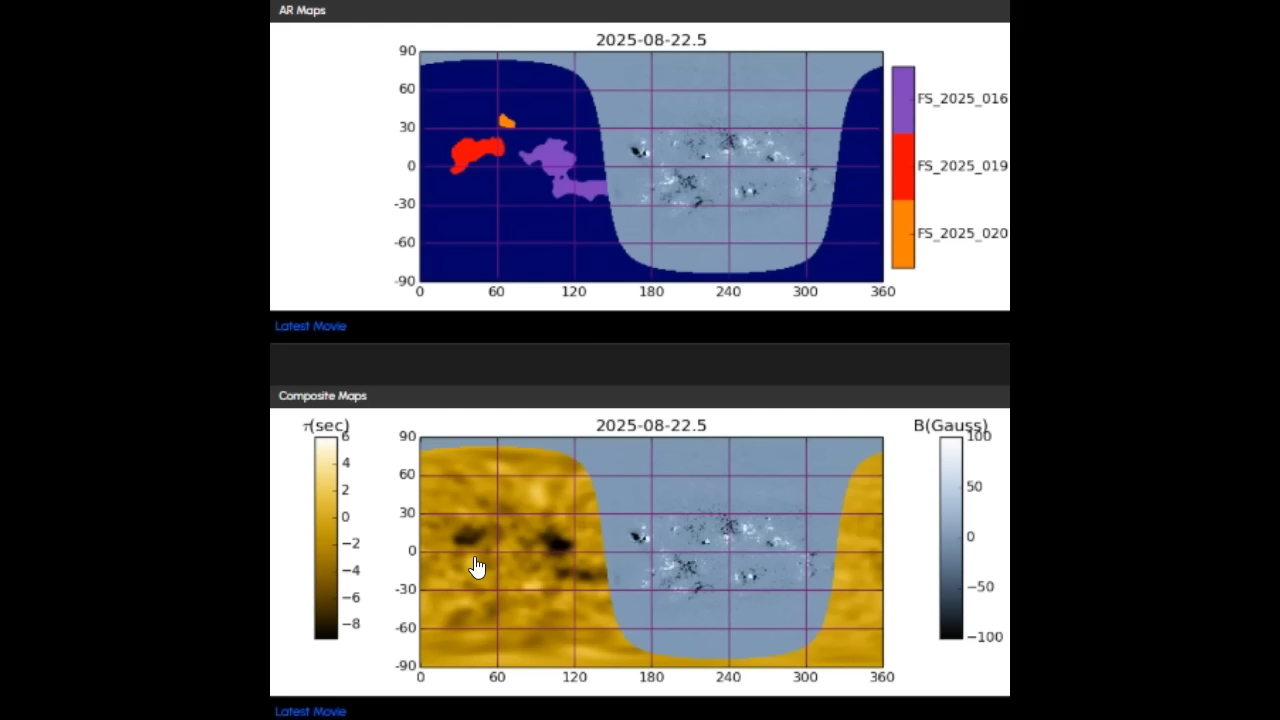 AR Maps
2025-08-22.5
90
60
30
0
-30
-60
-90
0 60 120 180 240 300 360
FS_2025_016
FS_2025_019
FS_2025_020
Latest Movie
Composite Maps
τ(sec)
6
4
2
0
−2
−4
−6
−8
2025-08-22.5
90
60
30
0
-30
-60
-90
0 60 120 180 240 300 360
B(Gauss)
100
50
0
−50
−100
Latest Movie